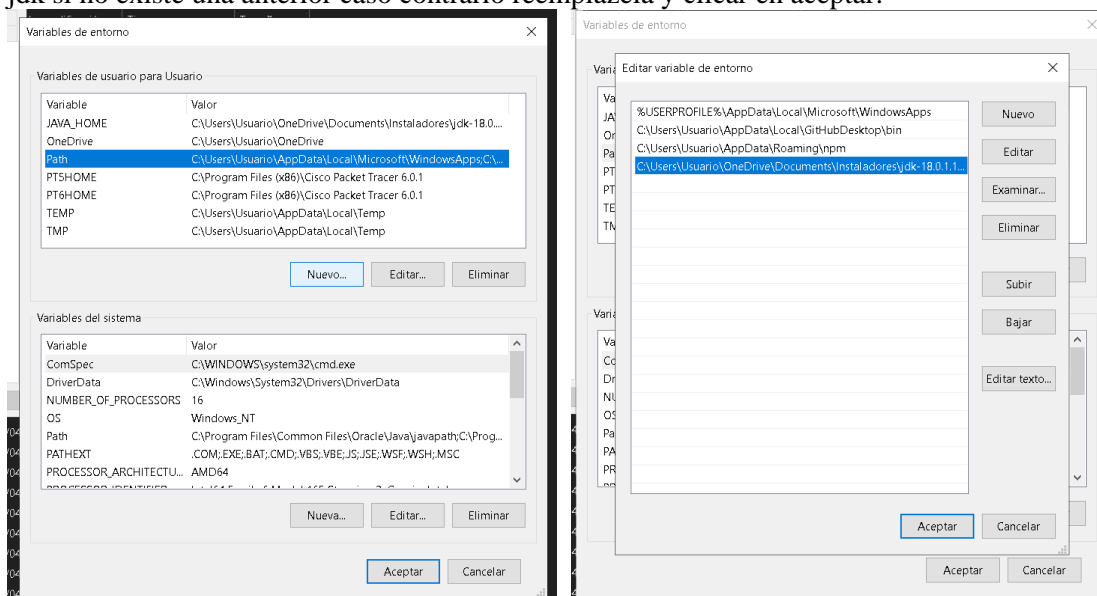 jdk si no existe una anterior caso contrario reemplázela y clicar en aceptar.
Variables de entorno
Variables de usuario para Usuario
Variable Valor
JAVA_HOME C:\Users\Usuario\OneDrive\Documents\Instaladores\jdk-18.0....
OneDrive C:\Users\Usuario\OneDrive
Path C:\Users\Usuario\AppData\Local\Microsoft\WindowsApps;C:\...
PT5HOME C:\Program Files (x86)\Cisco Packet Tracer 6.0.1
PT6HOME C:\Program Files (x86)\Cisco Packet Tracer 6.0.1
TEMP C:\Users\Usuario\AppData\Local\Temp
TMP C:\Users\Usuario\AppData\Local\Temp
Nuevo... Editar... Eliminar
Variables del sistema
Variable Valor
ComSpec C:\WINDOWS\system32\cmd.exe
DriverData C:\Windows\System32\Drivers\DriverData
NUMBER_OF_PROCESSORS 16
OS Windows_NT
Path C:\Program Files\Common Files\Oracle\Java\javapath;C:\Prog...
PATHEXT .COM;.EXE;.BAT;.CMD;.VBS;.VBE;.JS;.JSE;.WSF;.WSH;.MSC
PROCESSOR_ARCHITECTU... AMD64
Nueva... Editar... Eliminar
Aceptar Cancelar
Variables de entorno
Editar variable de entorno
%USERPROFILE%\AppData\Local\Microsoft\WindowsApps
C:\Users\Usuario\AppData\Local\GitHubDesktop\bin
C:\Users\Usuario\AppData\Roaming\npm
C:\Users\Usuario\OneDrive\Documents\Instaladores\jdk-18.0.1.1...
Nuevo
Editar
Examinar...
Eliminar
Subir
Bajar
Editar texto...
Aceptar Cancelar
Aceptar Cancelar